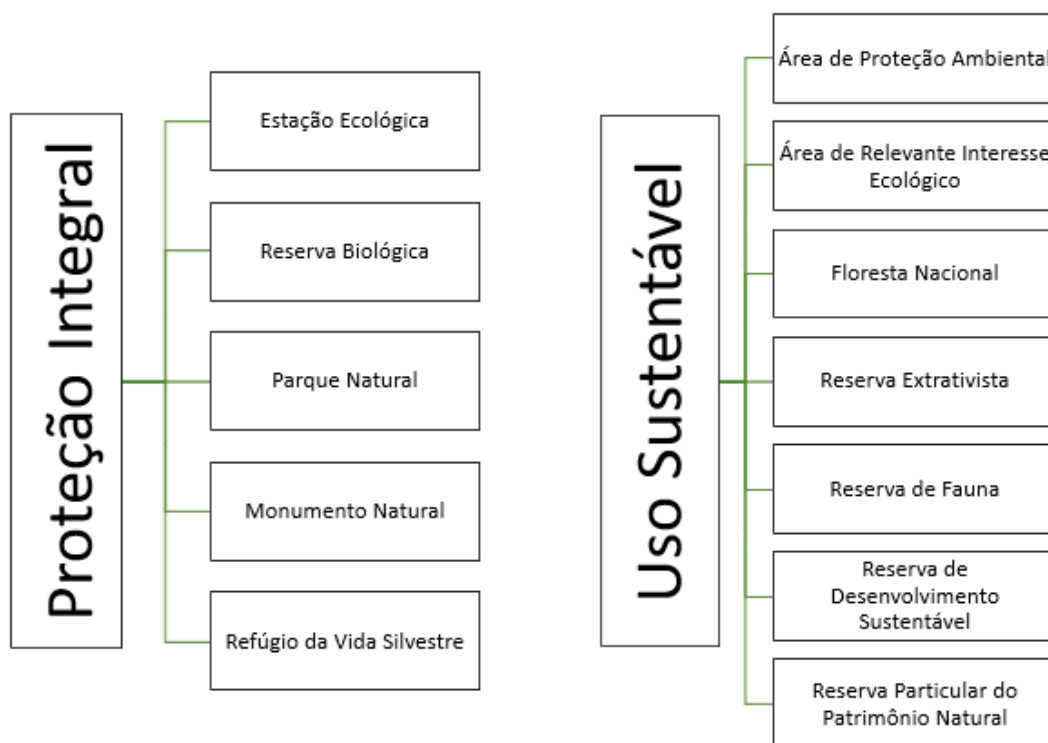 Proteção Integral
Estação Ecológica
Reserva Biológica
Parque Natural
Monumento Natural
Refúgio da Vida Silvestre
Uso Sustentável
Área de Proteção Ambiental
Área de Relevante Interesse
Ecológico
Floresta Nacional
Reserva Extrativista
Reserva de Fauna
Reserva de
Desenvolvimento
Sustentável
Reserva Particular do
Patrimônio Natural